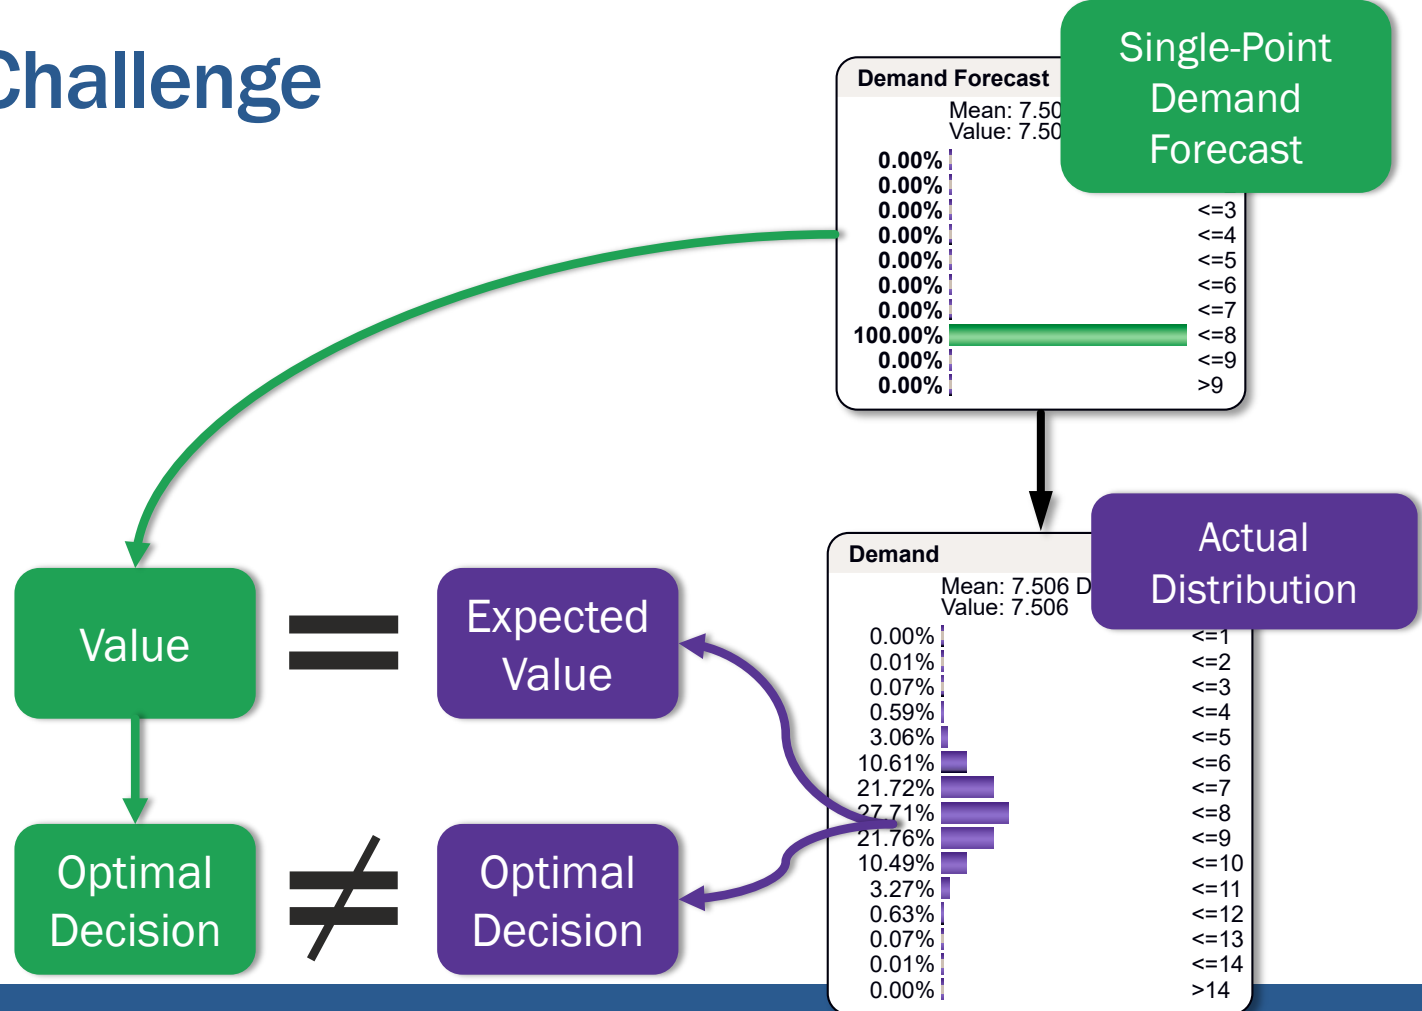 Challenge
Single-Point
Demand
Forecast
Demand Forecast
Mean: 7.50
Value: 7.50
0.00%
0.00%
0.00% <=3
0.00% <=4
0.00% <=5
0.00% <=6
0.00% <=7
100.00% <=8
0.00% <=9
0.00% >9
Actual
Distribution
Demand
Mean: 7.506 D
Value: 7.506
0.00% <=1
0.01% <=2
0.07% <=3
0.59% <=4
3.06% <=5
10.61% <=6
21.72% <=7
27.71% <=8
21.76% <=9
10.49% <=10
3.27% <=11
0.63% <=12
0.07% <=13
0.01% <=14
0.00% >14
Value
=
Expected
Value
Optimal
Decision
≠
Optimal
Decision